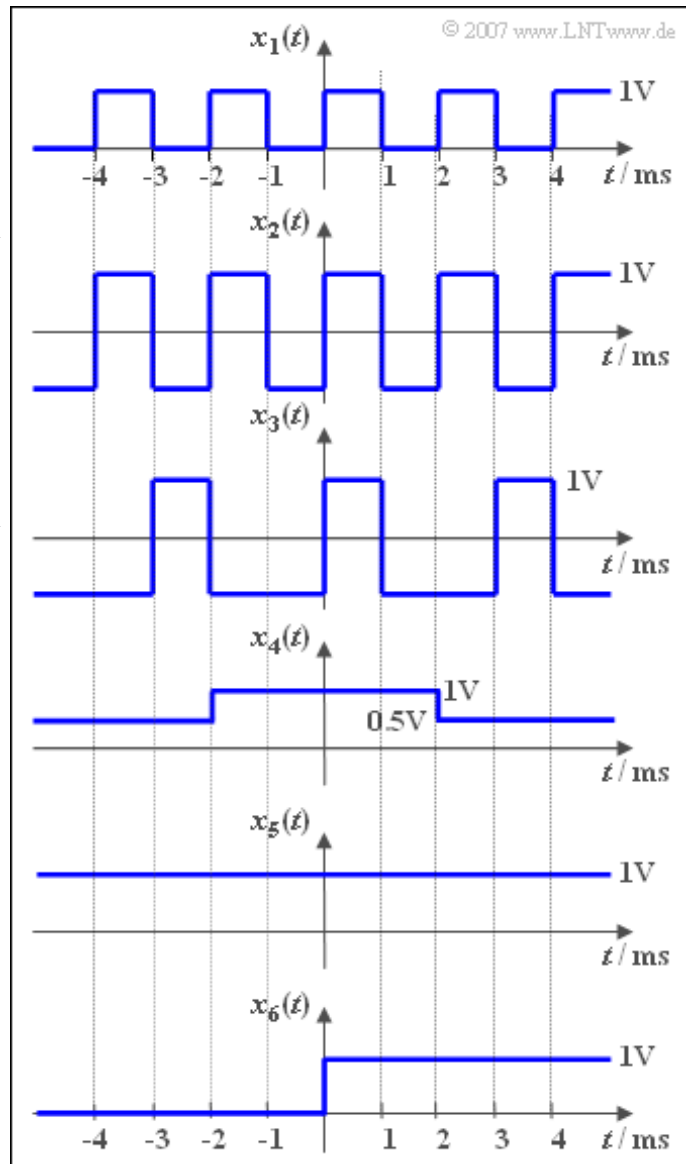 © 2007 www.LNTwww.de
x₁(t)
1V
-4 -3 -2 -1 1 2 3 4 t / ms
x₂(t)
1V
t / ms
x₃(t)
1V
t / ms
x₄(t)
1V
0.5V
t / ms
x₅(t)
1V
t / ms
x₆(t)
1V
-4 -3 -2 -1 1 2 3 4 t / ms